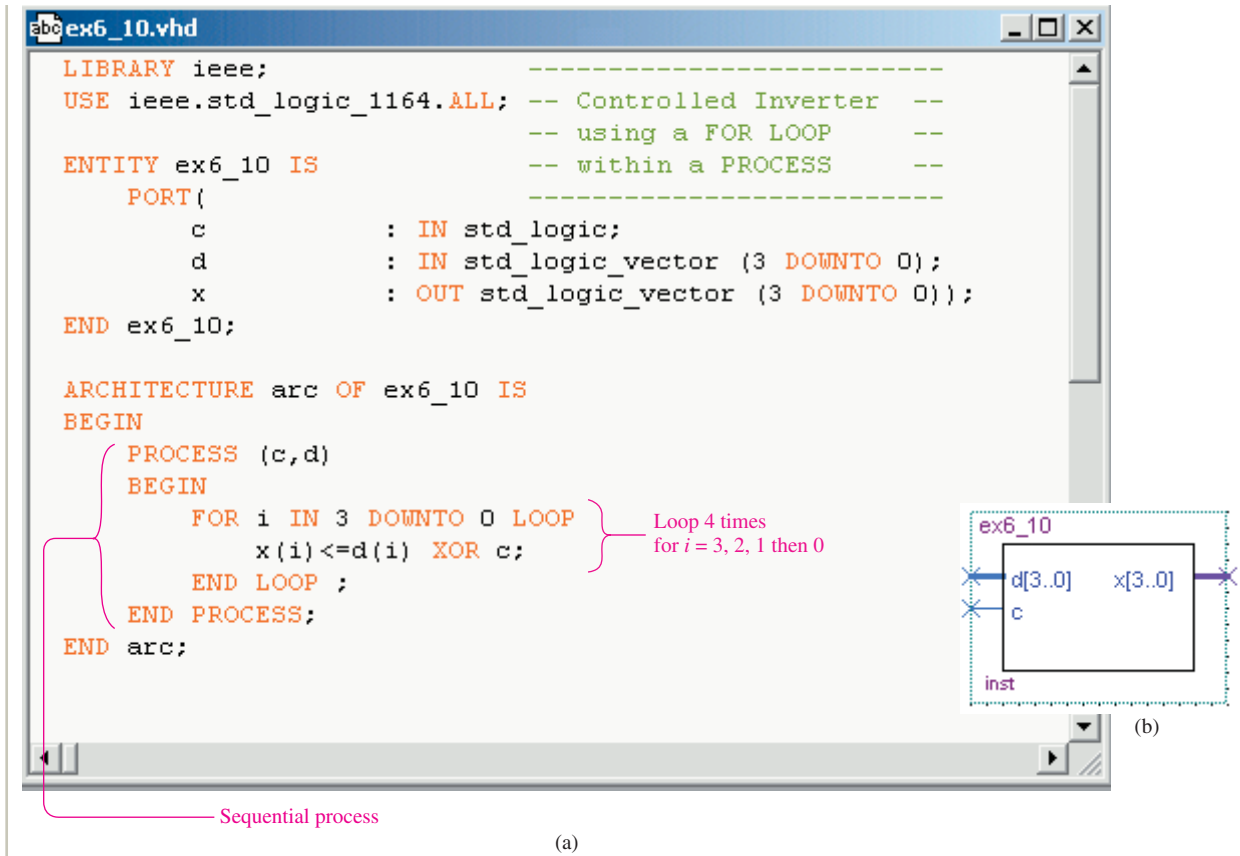 abc ex6_10.vhd
LIBRARY ieee; --------------------------
USE ieee.std_logic_1164.ALL; -- Controlled Inverter --
-- using a FOR LOOP --
ENTITY ex6_10 IS -- within a PROCESS --
PORT( --------------------------
c : IN std_logic;
d : IN std_logic_vector (3 DOWNTO 0);
x : OUT std_logic_vector (3 DOWNTO 0));
END ex6_10;
ARCHITECTURE arc OF ex6_10 IS
BEGIN
PROCESS (c,d)
BEGIN
FOR i IN 3 DOWNTO 0 LOOP
x(i)<=d(i) XOR c;
END LOOP ;
END PROCESS;
END arc;
Loop 4 times
for i = 3, 2, 1 then 0
Sequential process
(a)
ex6_10
d[3..0] x[3..0]
c
inst
(b)